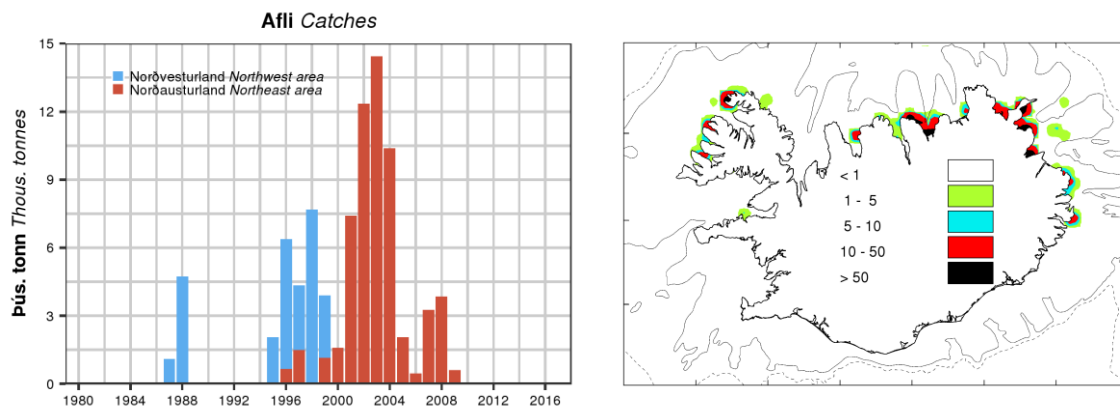 Afli Catches
Þús. tonn Thous. tonnes
15
12
9
6
3
0
Norðvesturland Northwest area
Norðausturland Northeast area
1980 1984 1988 1992 1996 2000 2004 2008 2012 2016
< 1
1 - 5
5 - 10
10 - 50
> 50